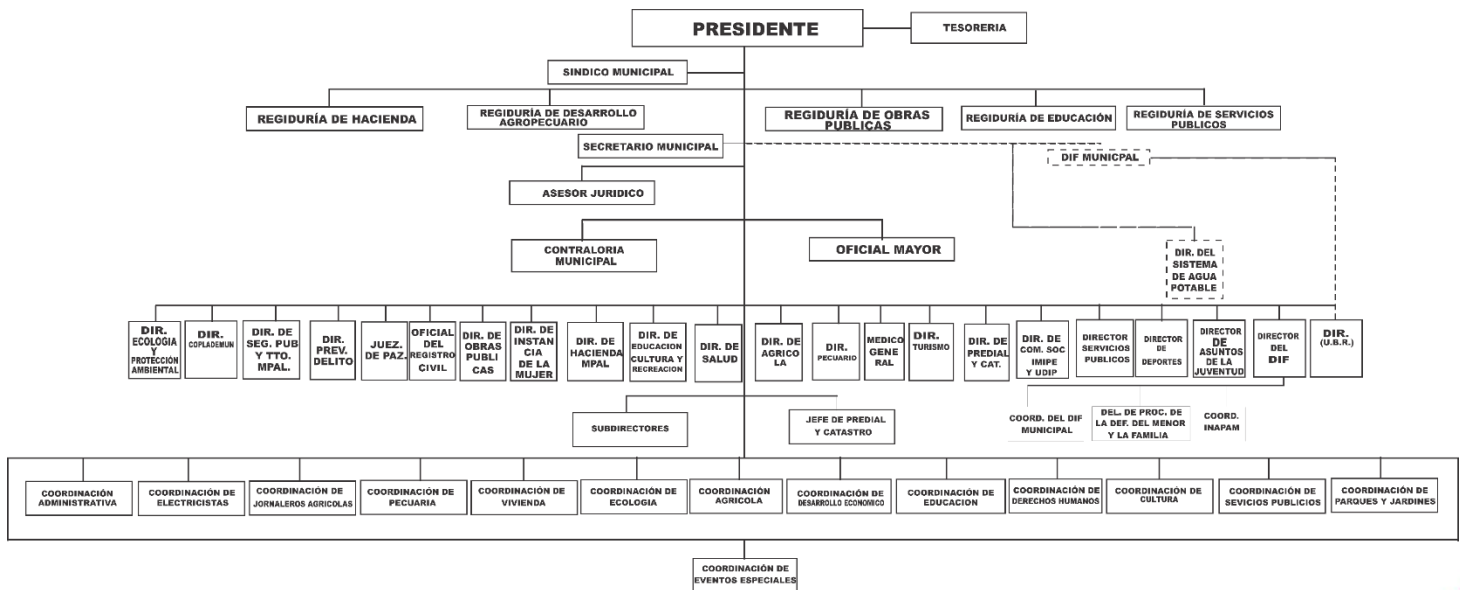 PRESIDENTE
TESORERIA
SINDICO MUNICIPAL
REGIDURÍA DE HACIENDA
REGIDURÍA DE DESARROLLO
AGROPECUARIO
REGIDURÍA DE OBRAS
PUBLICAS
REGIDURÍA DE EDUCACIÓN
REGIDURÍA DE SERVICIOS
PUBLICOS
SECRETARIO MUNICIPAL
DIF MUNICPAL
ASESOR JURIDICO
CONTRALORIA
MUNICIPAL
OFICIAL MAYOR
DIR. DEL
SISTEMA
DE AGUA
POTABLE
DIR.
ECOLOGIA
Y
PROTECCIÓN
AMBIENTAL
DIR.
COPLADEMUN
DIR. DE
SEG. PUB
Y TTO.
MPAL.
DIR.
PREV.
DELITO
JUEZ.
DE PAZ.
OFICIAL
DEL
REGISTRO
CIVIL
DIR. DE
OBRAS
PUBLI
CAS
DIR. DE
INSTAN
CIA DE
DE LA
MUJER
DIR.
DE
HACIENDA
MPAL
DIR. DE
EDUCACION
CULTURA Y
RECREACION
DIR.
DE
SALUD
DIR.
DE
AGRICO
LA
DIR.
PECUARIO
MEDICO
GENE
RAL
DIR.
TURISMO
DIR. DE
PREDIAL
Y CAT.
DIR. DE
COM. SOC
IMIPE
Y UDIP
DIRECTOR
SERVICIOS
PUBLICOS
DIRECTOR
DE
DEPORTES
DIRECTOR
DE
ASUNTOS
DE LA
JUVENTUD
DIRECTOR
DEL
DIF
DIR.
(U.B.R.)
SUBDIRECTORES
JEFE DE PREDIAL
Y CATASTRO
COORD. DEL DIF
MUNICIPAL
DEL. DE PROC. DE
LA DEF. DEL MENOR
Y LA FAMILIA
COORD.
INAPAM
COORDINACIÓN
ADMINISTRATIVA
COORDINACIÓN DE
ELECTRICISTAS
COORDINACIÓN DE
JORNALEROS AGRICOLAS
COORDINACIÓN DE
PECUARIA
COORDINACIÓN DE
VIVIENDA
COORDINACIÓN DE
ECOLOGIA
COORDINACIÓN
AGRICOLA
COORDINACIÓN DE
DESARROLLO ECONOMICO
COORDINACIÓN DE
EDUCACION
COORDINACIÓN DE
DERECHOS HUMANOS
COORDINACIÓN DE
CULTURA
COORDINACIÓN DE
SEVICIOS PUBLICIOS
COORDINACIÓN DE
PARQUES Y JARDINES
COORDINACIÓN DE
EVENTOS ESPECIALES